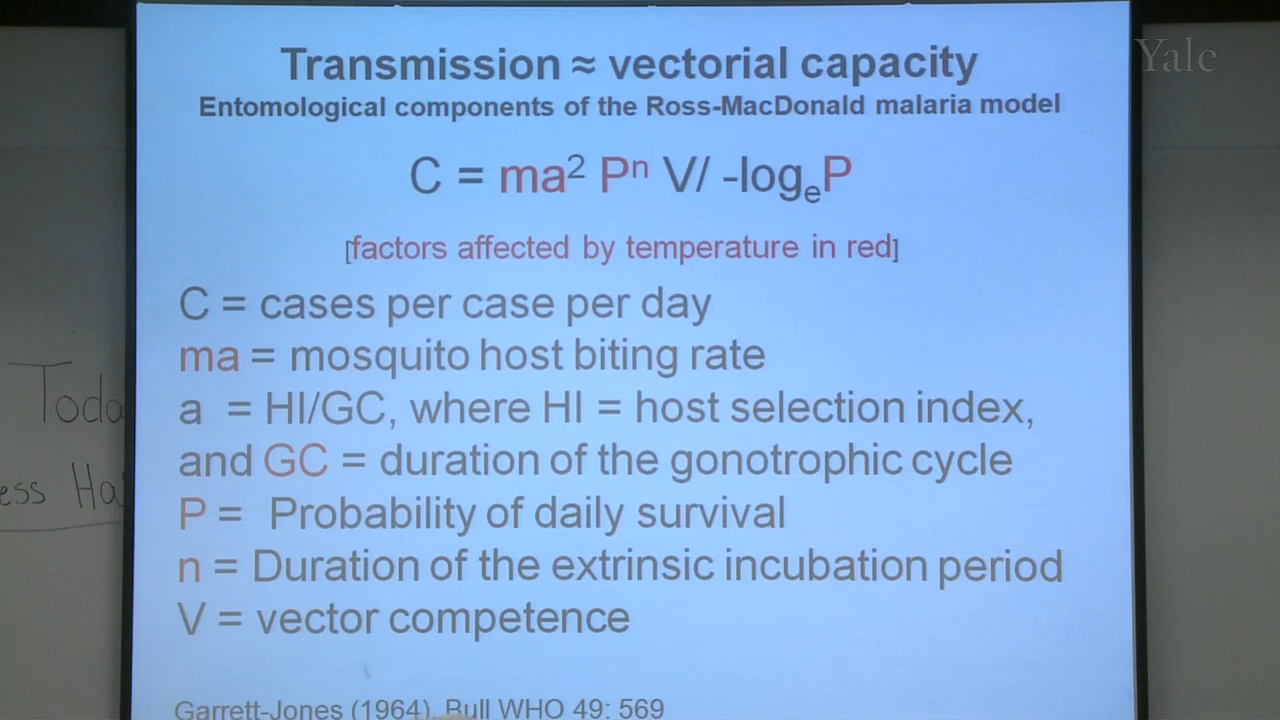 Yale
Transmission ≈ vectorial capacity
Entomological components of the Ross-MacDonald malaria model
C = ma² Pⁿ V/ -logₑP
[factors affected by temperature in red]
C = cases per case per day
ma = mosquito host biting rate
a = HI/GC, where HI = host selection index,
and GC = duration of the gonotrophic cycle
P = Probability of daily survival
n = Duration of the extrinsic incubation period
V = vector competence
Garrett-Jones (1964). Bull WHO 49: 569